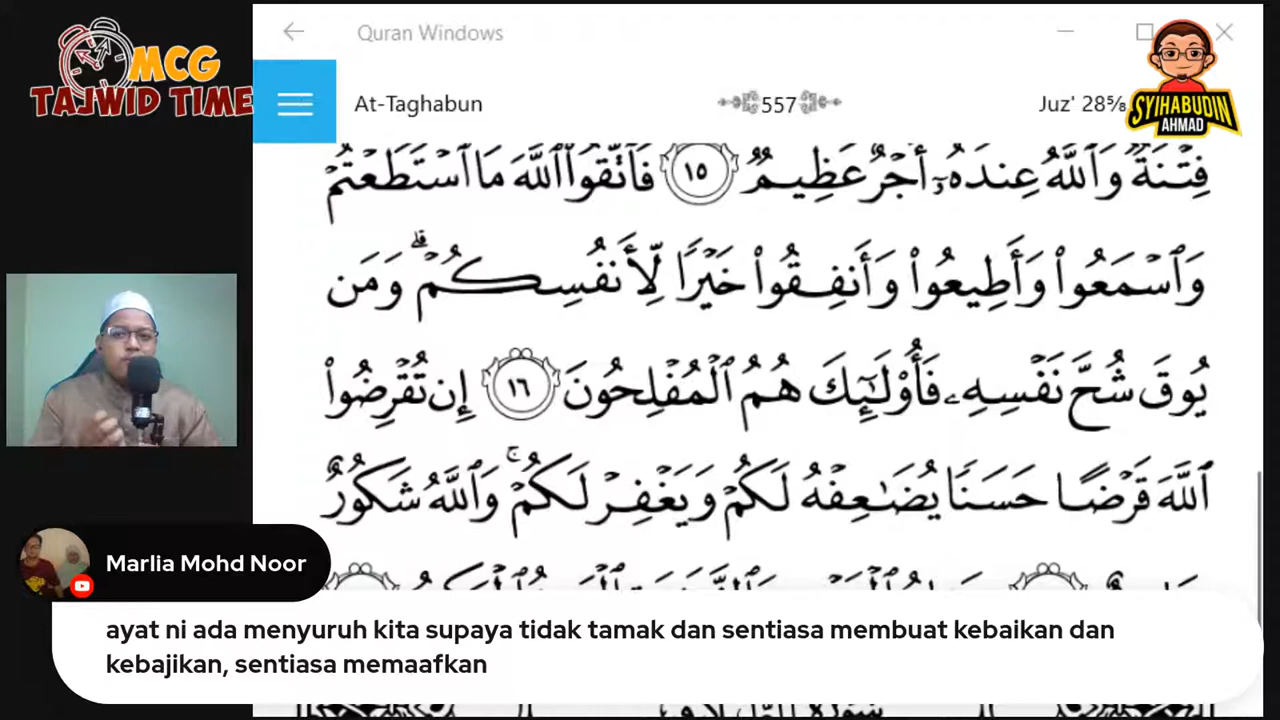 MCG
TAJWID TIME
Quran Windows
At-Taghabun
557
Juz' 28⅝
SYIHABUDIN
AHMAD
فِتْنَةٌ وَٱللَّهُ عِندَهُۥٓ أَجْرٌ عَظِيمٌ ١٥ فَٱتَّقُوا۟ ٱللَّهَ مَا ٱسْتَطَعْتُمْ
وَٱسْمَعُوا۟ وَأَطِيعُوا۟ وَأَنفِقُوا۟ خَيْرًا لِّأَنفُسِكُمْ ۗ وَمَن
يُوقَ شُحَّ نَفْسِهِۦ فَأُو۟لَـٰٓئِكَ هُمُ ٱلْمُفْلِحُونَ ١٦ إِن تُقْرِضُوا۟
ٱللَّهَ قَرْضًا حَسَنًا يُضَـٰعِفْهُ لَكُمْ وَيَغْفِرْ لَكُمْ ۚ وَٱللَّهُ شَكُورٌ
Marlia Mohd Noor
ayat ni ada menyuruh kita supaya tidak tamak dan sentiasa membuat kebaikan dan
kebajikan, sentiasa memaafkan